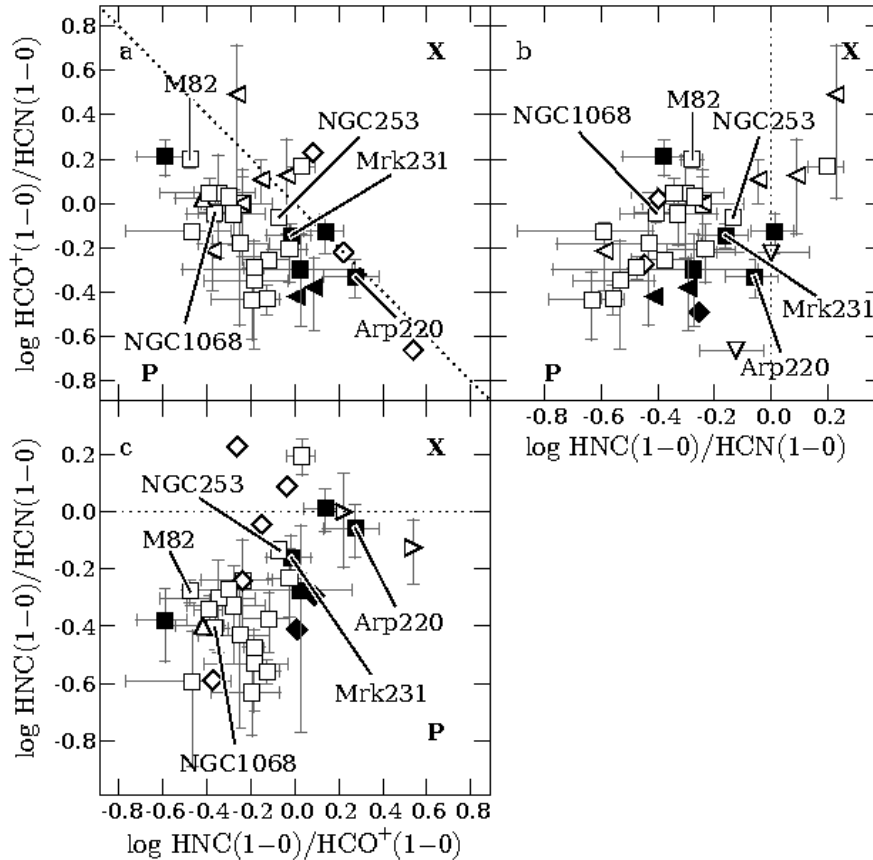 0.8
0.6
0.4
0.2
0.0
-0.2
-0.4
-0.6
-0.8
log HCO⁺(1−0)/HCN(1−0)
a
X
M82
NGC253
Mrk231
NGC1068
Arp220
P
b
X
M82
NGC1068
NGC253
Mrk231
Arp220
P
-0.8 -0.6 -0.4 -0.2 0.0 0.2
log HNC(1−0)/HCN(1−0)
0.2
0.0
-0.2
-0.4
-0.6
-0.8
log HNC(1−0)/HCN(1−0)
c
X
NGC253
M82
Arp220
Mrk231
P
NGC1068
-0.8 -0.6 -0.4 -0.2 0.0 0.2 0.4 0.6 0.8
log HNC(1−0)/HCO⁺(1−0)